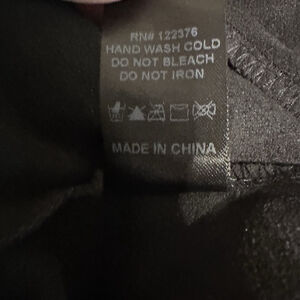 RN# 122376
HAND WASH COLD
DO NOT BLEACH
DO NOT IRON
MADE IN CHINA